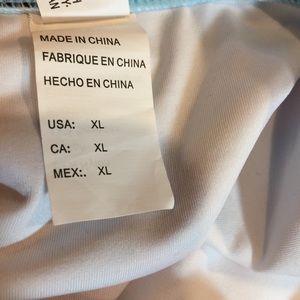 MADE IN CHINA
FABRIQUE EN CHINA
HECHO EN CHINA
USA: XL
CA: XL
MEX:. XL